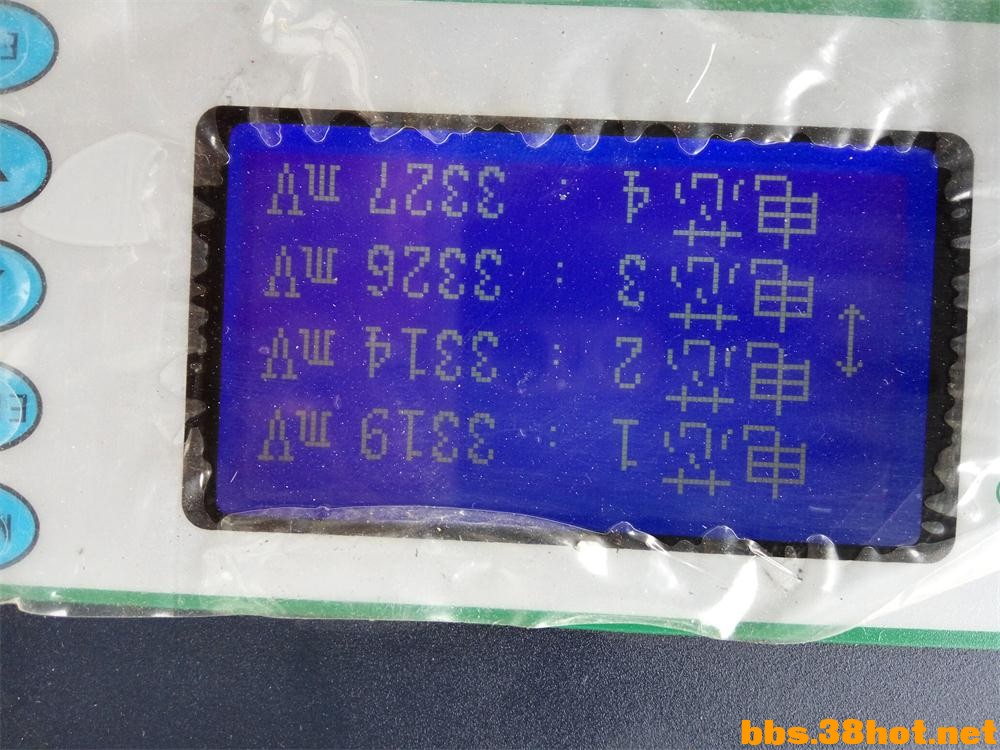 电芯 1 : 3319 mV
电芯 2 : 3314 mV
电芯 3 : 3326 mV
电芯 4 : 3327 mV
bbs.38hot.net